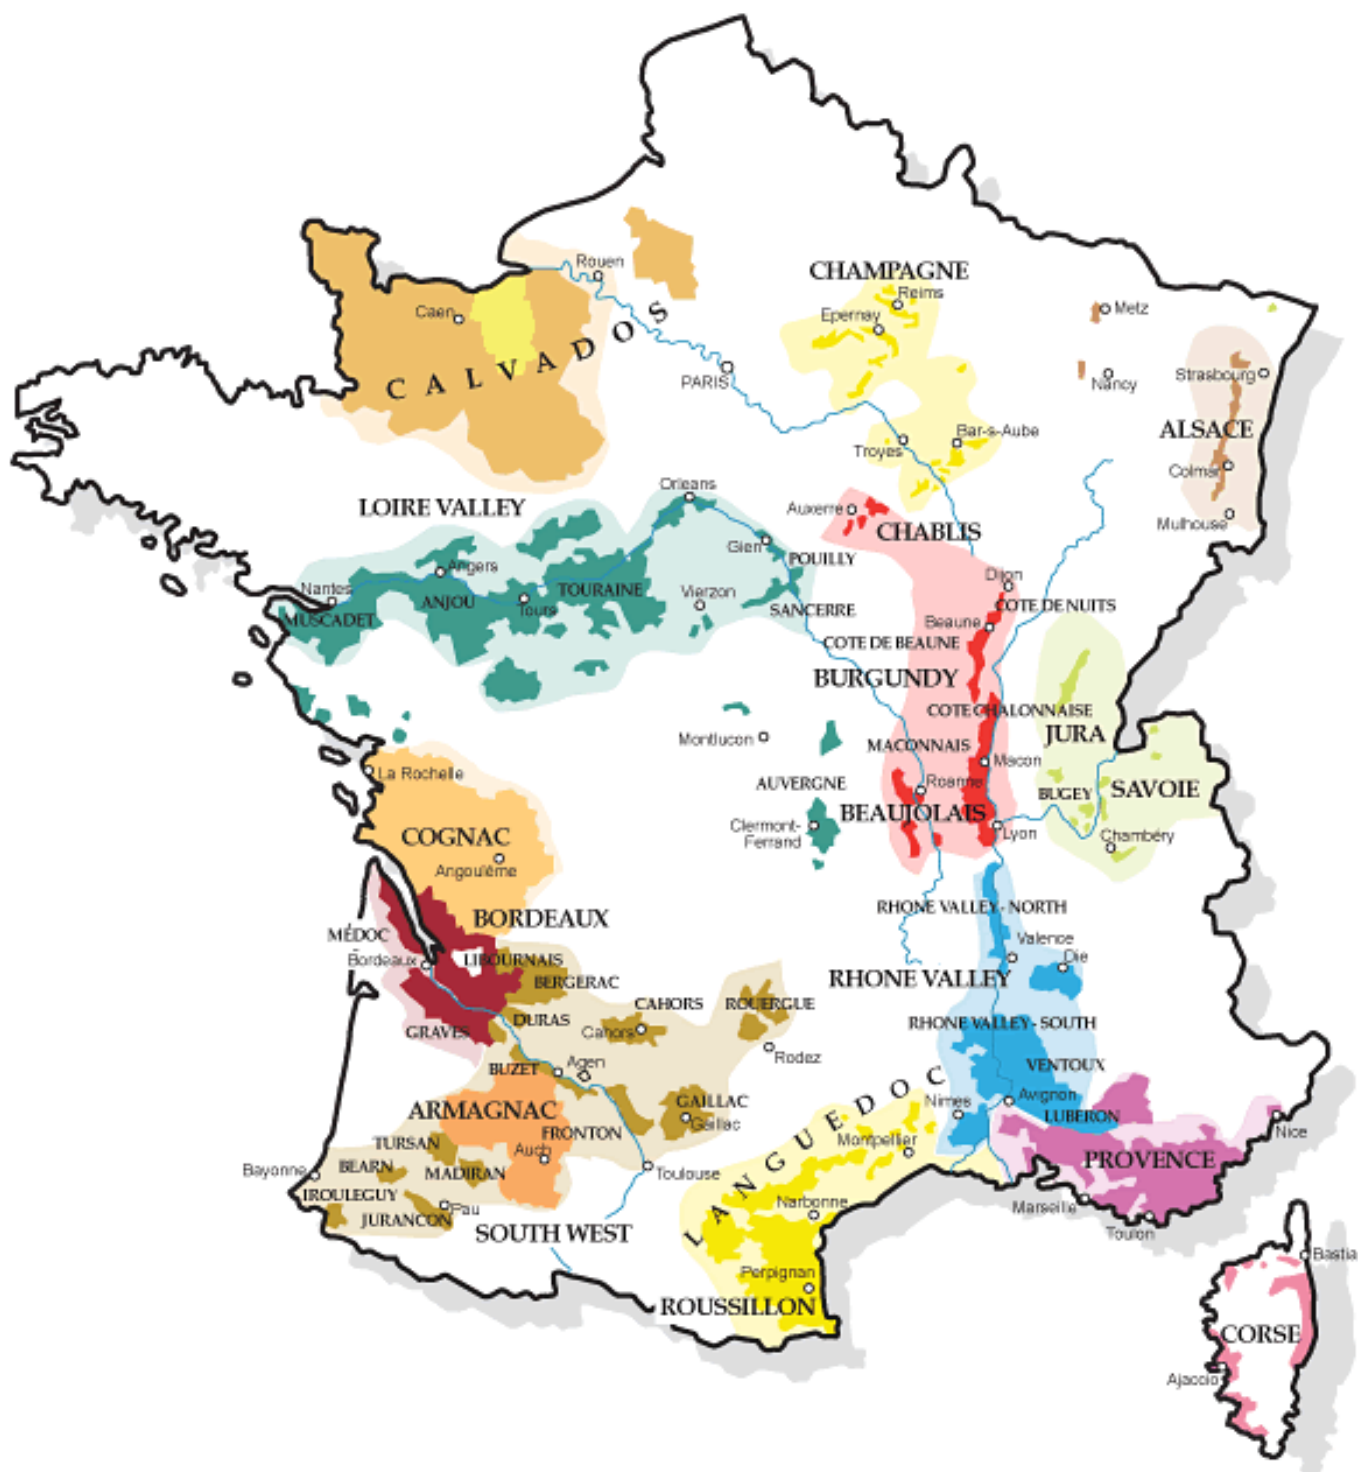 Rouen
CHAMPAGNE
Reims
Caen
Epernay
Metz
CALVADOS
PARIS
Nancy
Strasbourg
Troyes
Bar-s-Aube
ALSACE
Colmar
Orleans
LOIRE VALLEY
Auxerre
CHABLIS
Mulhouse
Gien
POUILLY
Angers
Dijon
Nantes
ANJOU
Tours
TOURAINE
Vierzon
SANCERRE
COTE DE NUITS
MUSCADET
Beaune
COTE DE BEAUNE
BURGUNDY
COTE CHALONNAISE
Montlucon
MACONNAIS
JURA
Macon
La Rochelle
AUVERGNE
Roanne
BUGEY
SAVOIE
COGNAC
Clermont-
Ferrand
BEAUJOLAIS
Lyon
Chambéry
Angoulême
BORDEAUX
RHONE VALLEY - NORTH
MÉDOC
Bordeaux
LIBOURNAIS
Valence
Die
BERGERAC
RHONE VALLEY
CAHORS
ROUERGUE
DURAS
Cahors
GRAVES
RHONE VALLEY - SOUTH
Rodez
BUZET
Agen
VENTOUX
ARMAGNAC
GAILLAC
Gaillac
Nimes
Avignon
LUBERON
LANGUEDOC
TURSAN
FRONTON
Auch
Montpellier
Nice
Bayonne
BEARN
MADIRAN
Toulouse
PROVENCE
IROULEGUY
Pau
JURANCON
Narbonne
Marseille
SOUTH WEST
Toulon
Perpignan
Bastia
ROUSSILLON
CORSE
Ajaccio